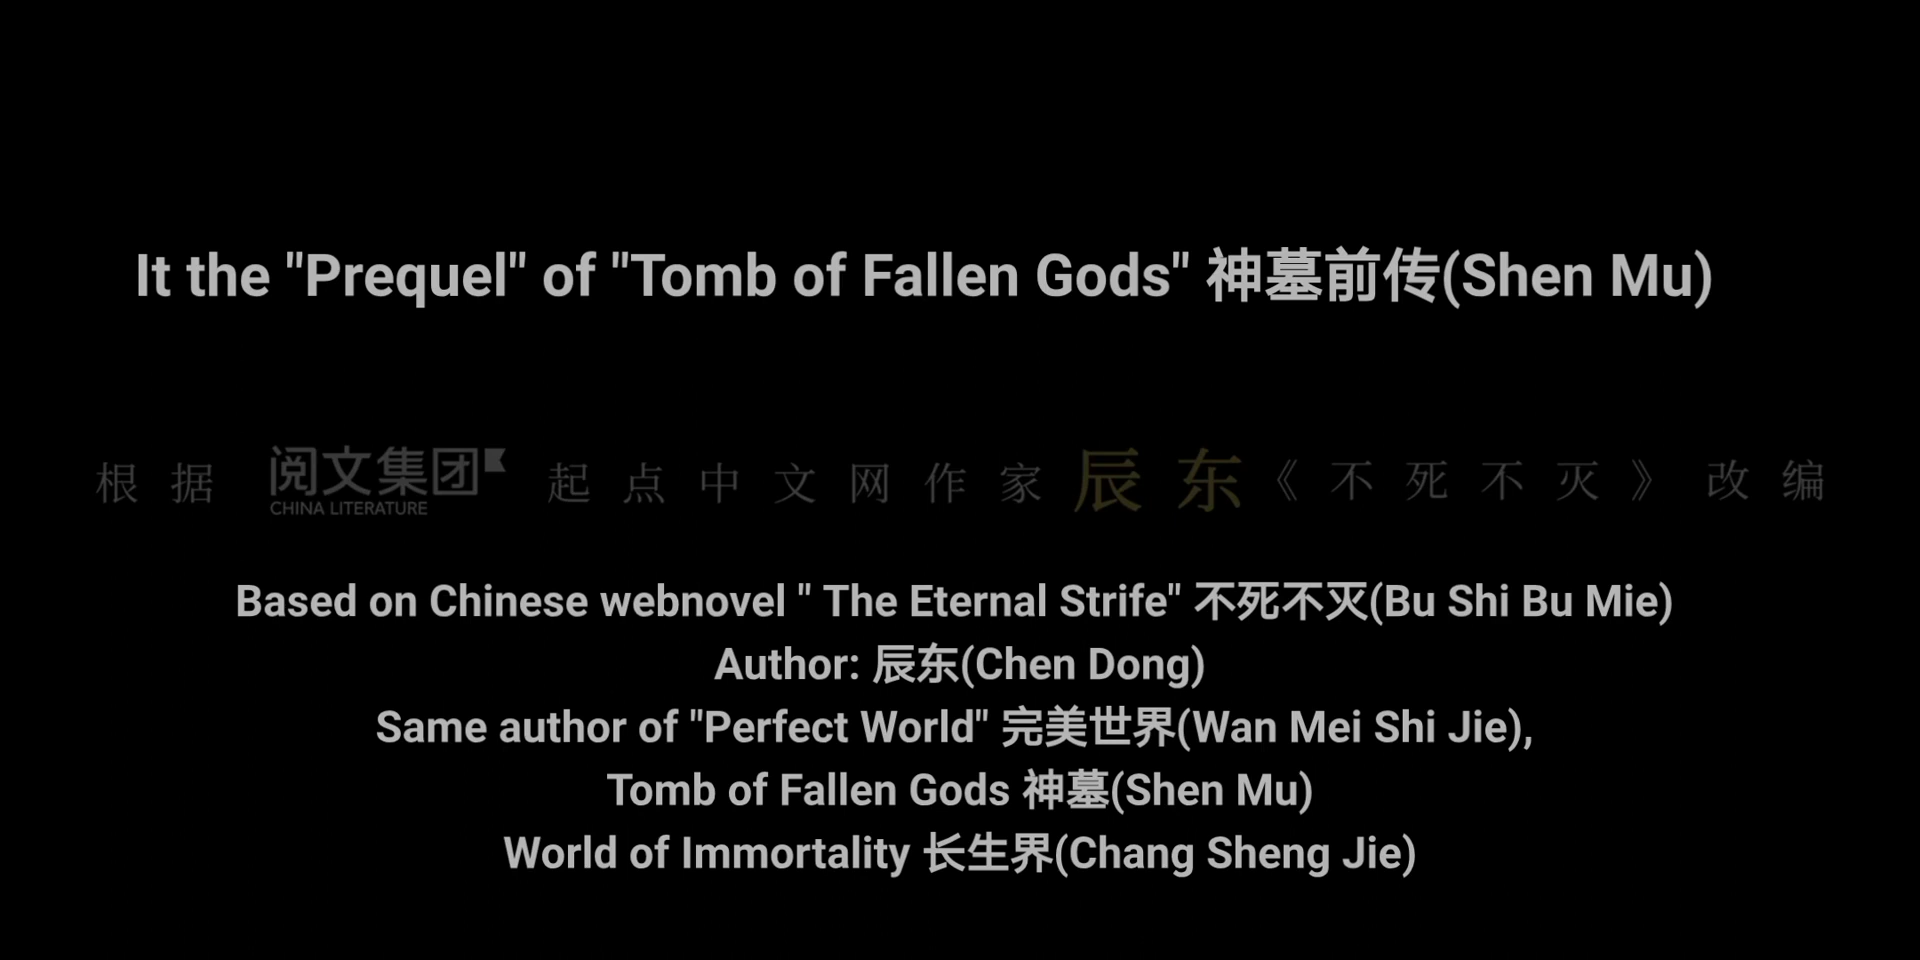 It the "Prequel" of "Tomb of Fallen Gods" 神墓前传(Shen Mu)
根据 阅文集团 CHINA LITERATURE 起点中文网作家 辰东《不死不灭》改编
Based on Chinese webnovel " The Eternal Strife" 不死不灭(Bu Shi Bu Mie)
Author: 辰东(Chen Dong)
Same author of "Perfect World" 完美世界(Wan Mei Shi Jie),
Tomb of Fallen Gods 神墓(Shen Mu)
World of Immortality 长生界(Chang Sheng Jie)